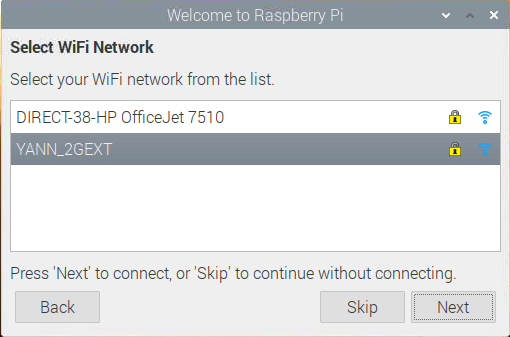 Welcome to Raspberry Pi
Select WiFi Network
Select your WiFi network from the list.
DIRECT-38-HP OfficeJet 7510
YANN_2GEXT
Press 'Next' to connect, or 'Skip' to continue without connecting.
Back Skip Next